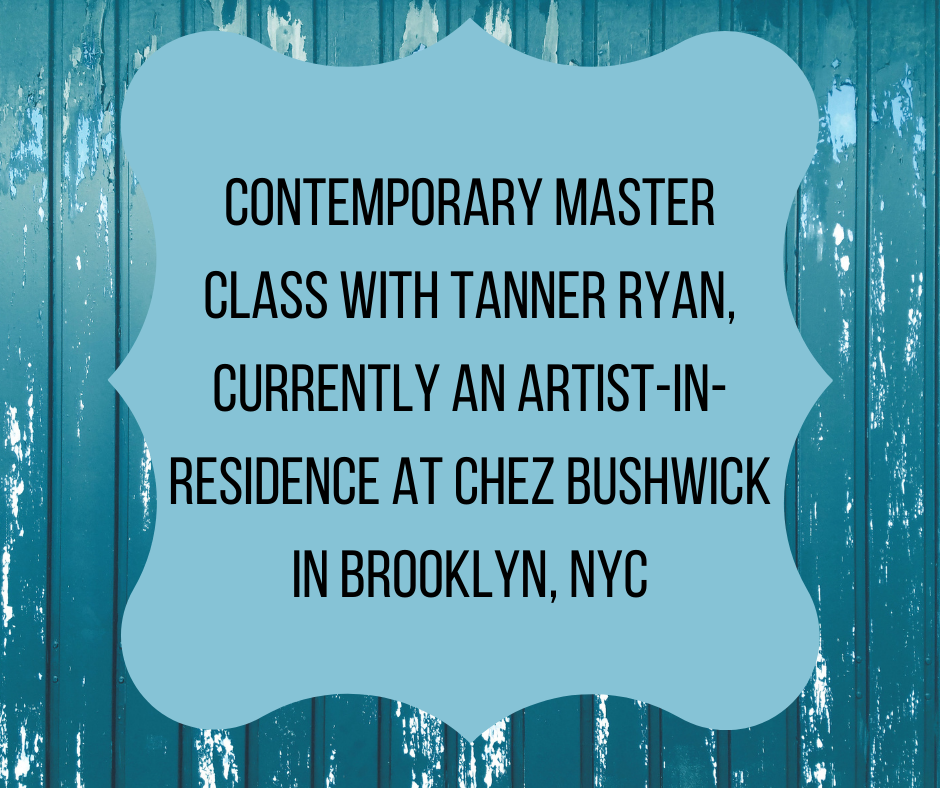 CONTEMPORARY MASTER
CLASS WITH TANNER RYAN,
CURRENTLY AN ARTIST-IN-
RESIDENCE AT CHEZ BUSHWICK
IN BROOKLYN, NYC